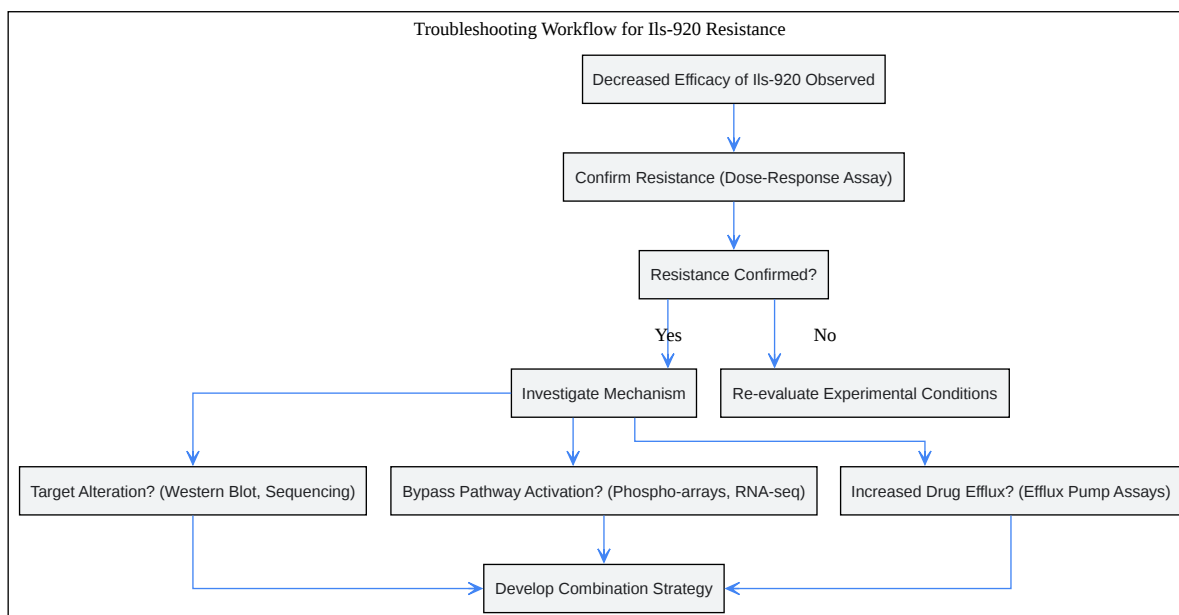 Troubleshooting Workflow for Ils-920 Resistance
Decreased Efficacy of Ils-920 Observed
Confirm Resistance (Dose-Response Assay)
Resistance Confirmed?
Yes
No
Investigate Mechanism
Re-evaluate Experimental Conditions
Target Alteration? (Western Blot, Sequencing)
Bypass Pathway Activation? (Phospho-arrays, RNA-seq)
Increased Drug Efflux? (Efflux Pump Assays)
Develop Combination Strategy